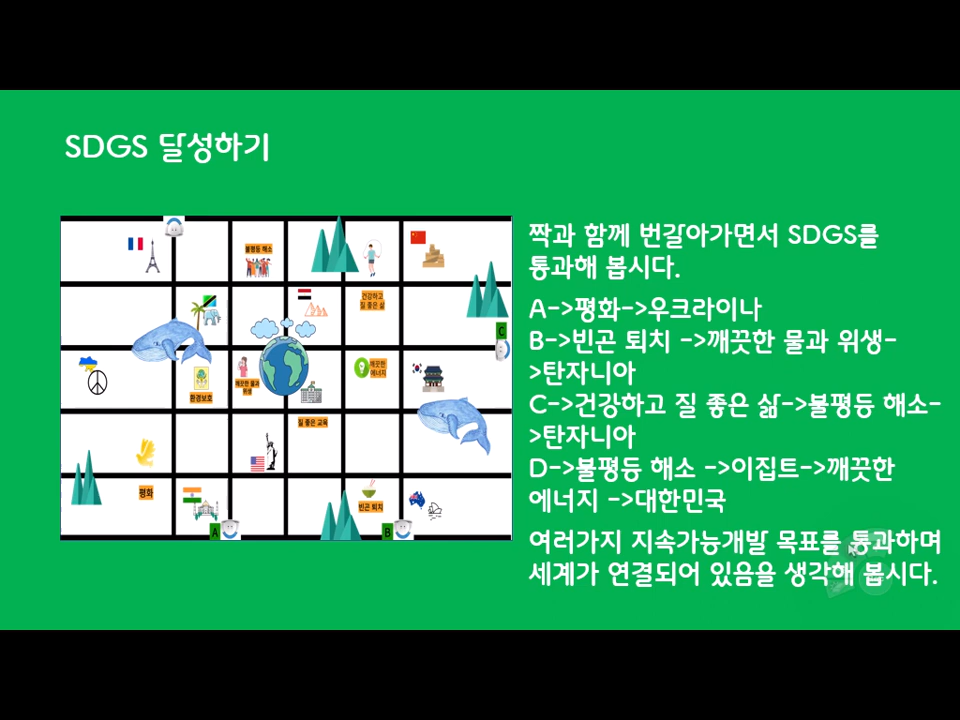 SDGS 달성하기
불평등 해소
건강하고
질 좋은 삶
C
깨끗한
에너지
깨끗한 물과
위생
환경보호
질 좋은 교육
평화
빈곤 퇴치
A
B
짝과 함께 번갈아가면서 SDGS를
통과해 봅시다.
A->평화->우크라이나
B->빈곤 퇴치 ->깨끗한 물과 위생-
>탄자니아
C->건강하고 질 좋은 삶->불평등 해소-
>탄자니아
D->불평등 해소 ->이집트->깨끗한
에너지 ->대한민국
여러가지 지속가능개발 목표를 통과하며
세계가 연결되어 있음을 생각해 봅시다.